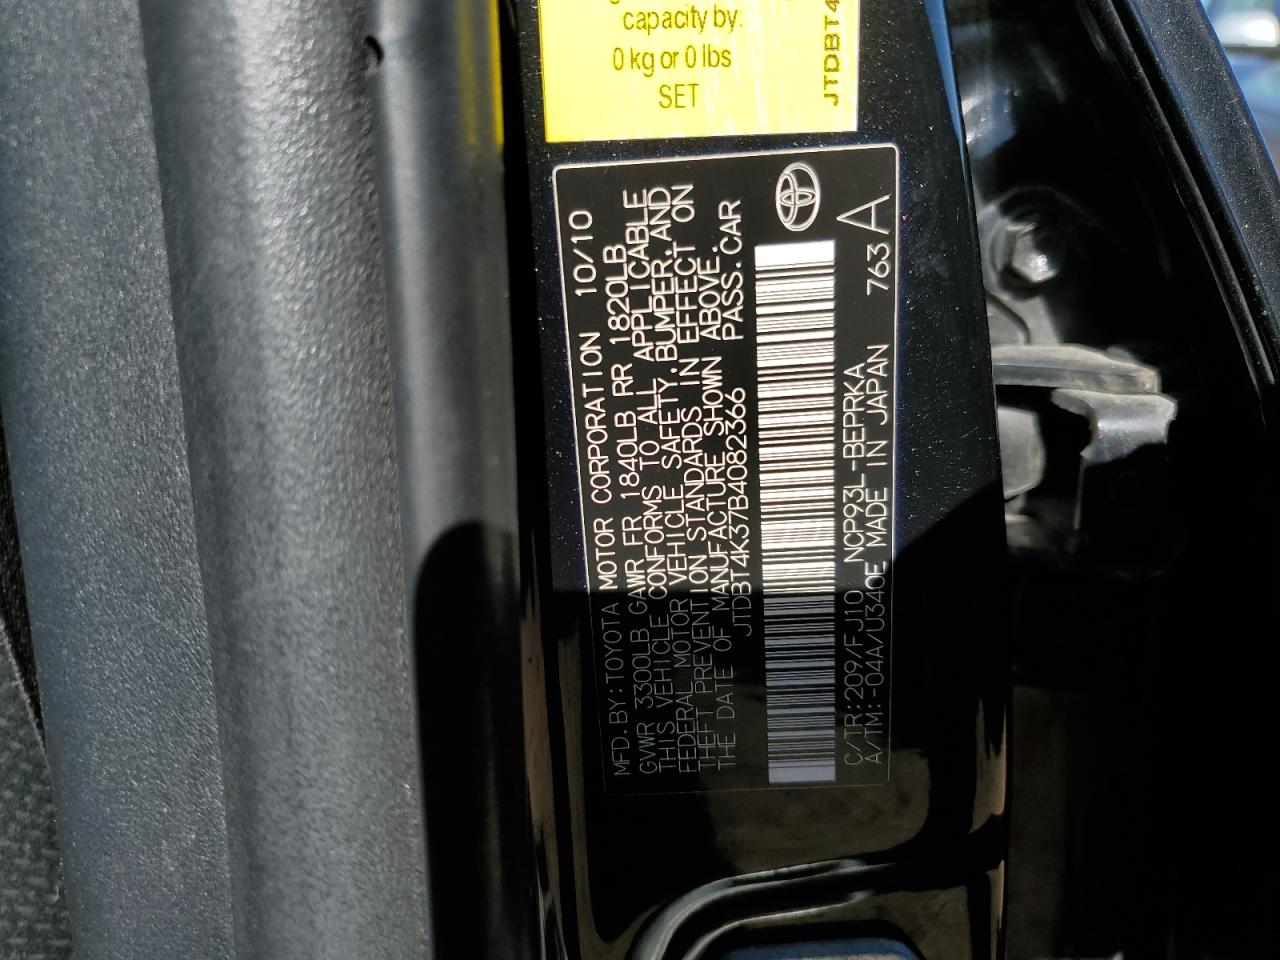 capacity by:
0 kg or 0 lbs
SET
JTDBT4
MFD.BY:TOYOTA MOTOR CORPORATION 10/10
GVWR 3300LB GAWR FR 1840LB RR 1820LB
THIS VEHICLE CONFORMS TO ALL APPLICABLE
FEDERAL MOTOR VEHICLE SAFETY,BUMPER,AND
THEFT PREVENTION STANDARDS IN EFFECT ON
THE DATE OF MANUFACTURE SHOWN ABOVE.
JTDBT4K37B4082366 PASS.CAR
C/TR:209/FJ10 NCP93L-BEPRKA 763 A
A/TM:-04A/U340E MADE IN JAPAN